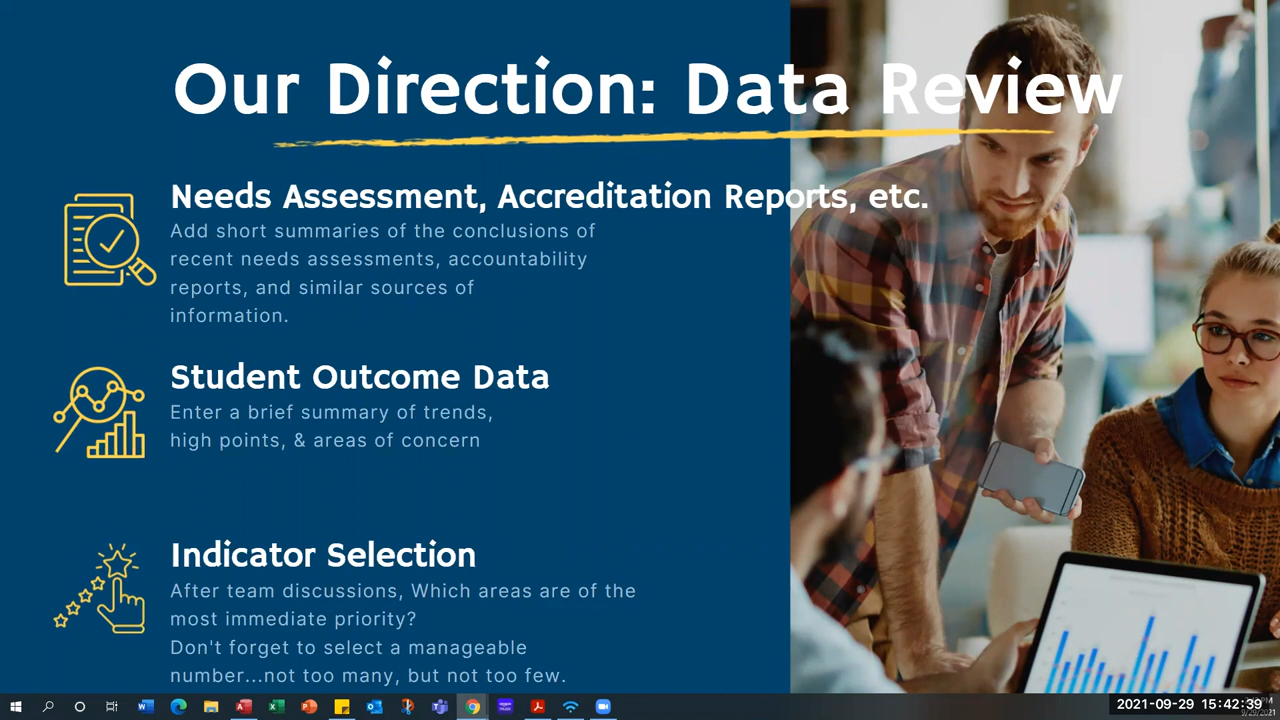 Our Direction: Data Review
Needs Assessment, Accreditation Reports, etc.
Add short summaries of the conclusions of
recent needs assessments, accountability
reports, and similar sources of
information.
Student Outcome Data
Enter a brief summary of trends,
high points, & areas of concern
Indicator Selection
After team discussions, Which areas are of the
most immediate priority?
Don't forget to select a manageable
number...not too many, but not too few.
2021-09-29 15:42:39